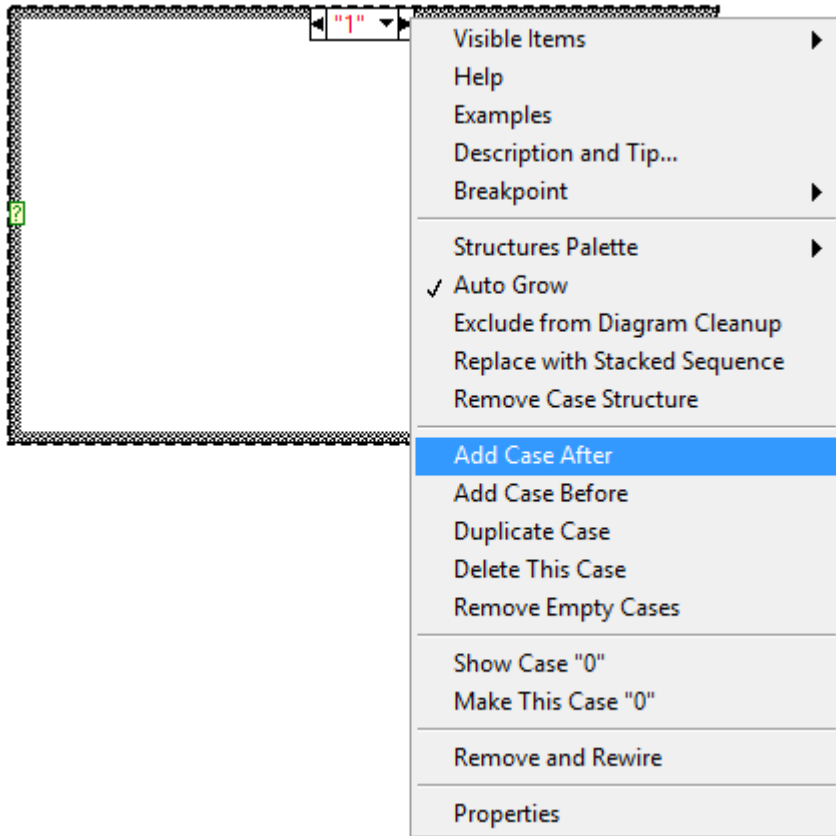 "1"
Visible Items
Help
Examples
Description and Tip...
Breakpoint
?
Structures Palette
Auto Grow
Exclude from Diagram Cleanup
Replace with Stacked Sequence
Remove Case Structure
Add Case After
Add Case Before
Duplicate Case
Delete This Case
Remove Empty Cases
Show Case "0"
Make This Case "0"
Remove and Rewire
Properties